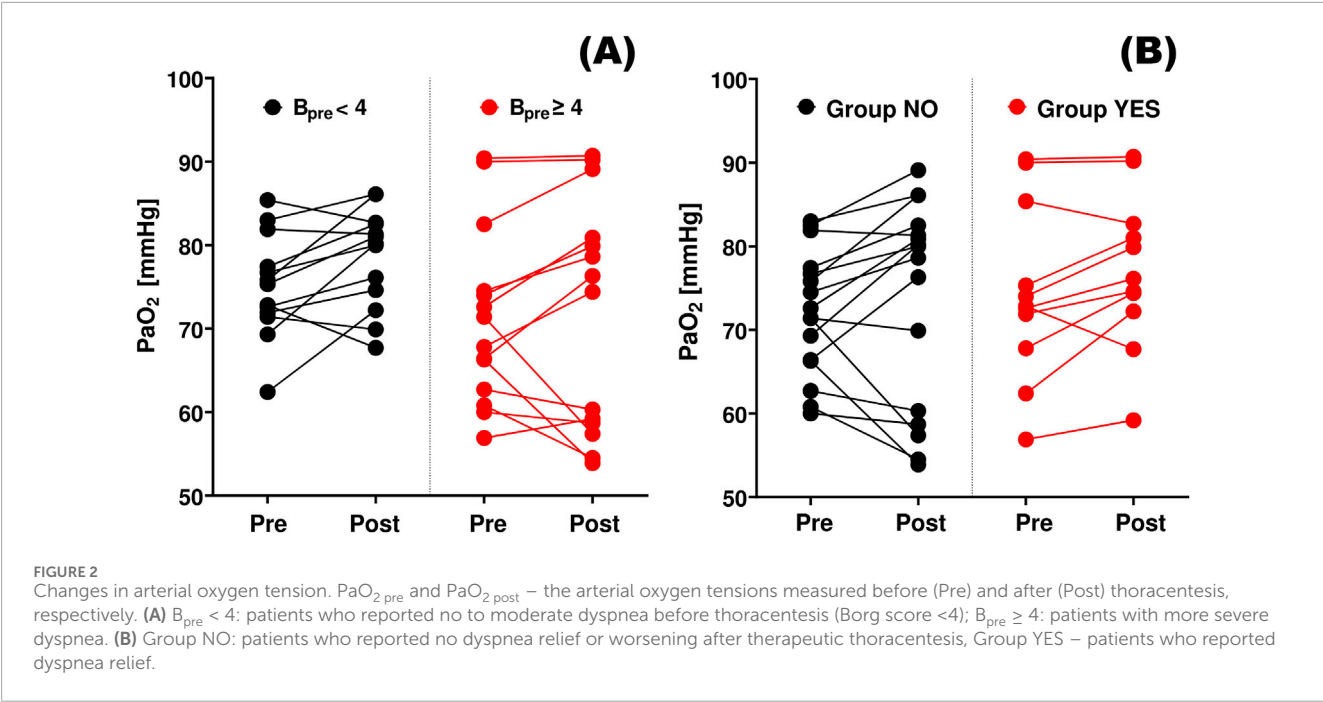 (A)
B_pre < 4
B_pre ≥ 4
PaO₂ [mmHg]
100
90
80
70
60
50
Pre
Post
Pre
Post
(B)
Group NO
Group YES
PaO₂ [mmHg]
100
90
80
70
60
50
Pre
Post
Pre
Post
FIGURE 2
Changes in arterial oxygen tension. PaO₂ pre and PaO₂ post – the arterial oxygen tensions measured before (Pre) and after (Post) thoracentesis,
respectively. (A) B_pre < 4: patients who reported no to moderate dyspnea before thoracentesis (Borg score <4); B_pre ≥ 4: patients with more severe
dyspnea. (B) Group NO: patients who reported no dyspnea relief or worsening after therapeutic thoracentesis, Group YES – patients who reported
dyspnea relief.